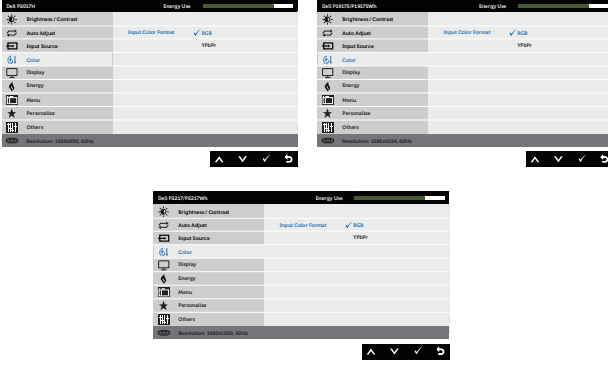 Dell P2017H Energy Use
Brightness / Contrast
Auto Adjust Input Color Format ✓ RGB
Input Source YPbPr
Color
Display
Energy
Menu
Personalize
Others
Resolution: 1600x900, 60Hz
Dell P1917S/P1917SWh Energy Use
Brightness / Contrast
Auto Adjust Input Color Format ✓ RGB
Input Source YPbPr
Color
Display
Energy
Menu
Personalize
Others
Resolution: 1280x1024, 60Hz
Dell P2217/P2217Wh Energy Use
Brightness / Contrast
Auto Adjust Input Color Format ✓ RGB
Input Source YPbPr
Color
Display
Energy
Menu
Personalize
Others
Resolution: 1680x1050, 60Hz